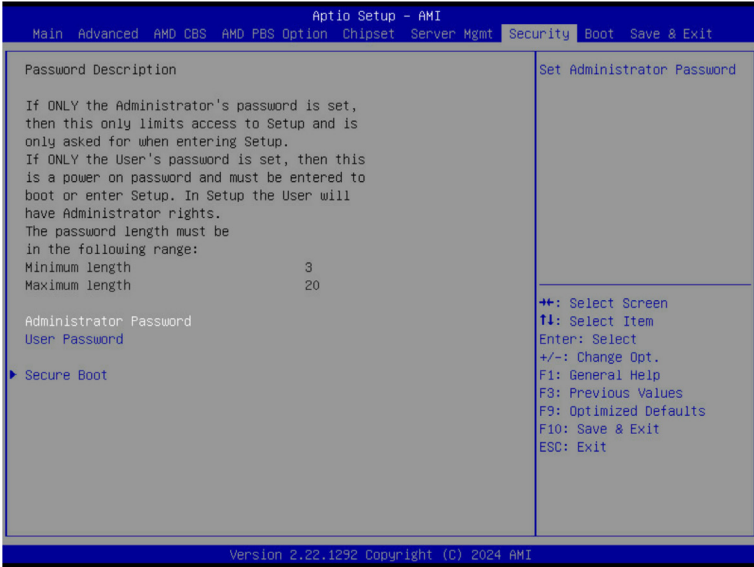 Aptio Setup - AMI
Main Advanced AMD CBS AMD PBS Option Chipset Server Mgmt Security Boot Save & Exit
Password Description
If ONLY the Administrator's password is set,
then this only limits access to Setup and is
only asked for when entering Setup.
If ONLY the User's password is set, then this
is a power on password and must be entered to
boot or enter Setup. In Setup the User will
have Administrator rights.
The password length must be
in the following range:
Minimum length 3
Maximum length 20
Administrator Password
User Password
Secure Boot
Set Administrator Password
→←: Select Screen
↑↓: Select Item
Enter: Select
+/-: Change Opt.
F1: General Help
F3: Previous Values
F9: Optimized Defaults
F10: Save & Exit
ESC: Exit
Version 2.22.1292 Copyright (C) 2024 AMI